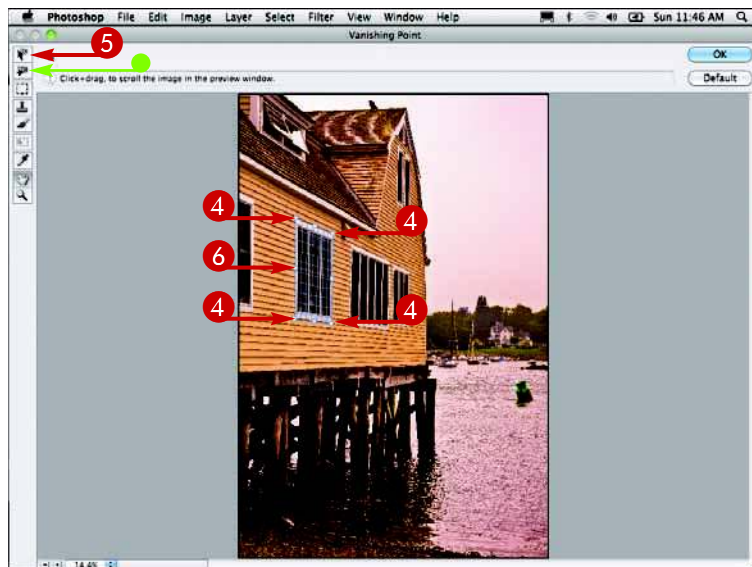 Photoshop File Edit Image Layer Select Filter View Window Help Sun 11:46 AM
Vanishing Point
5
OK
Click+drag, to scroll the image in the preview window.
Default
4
4
6
4
4
14.4%